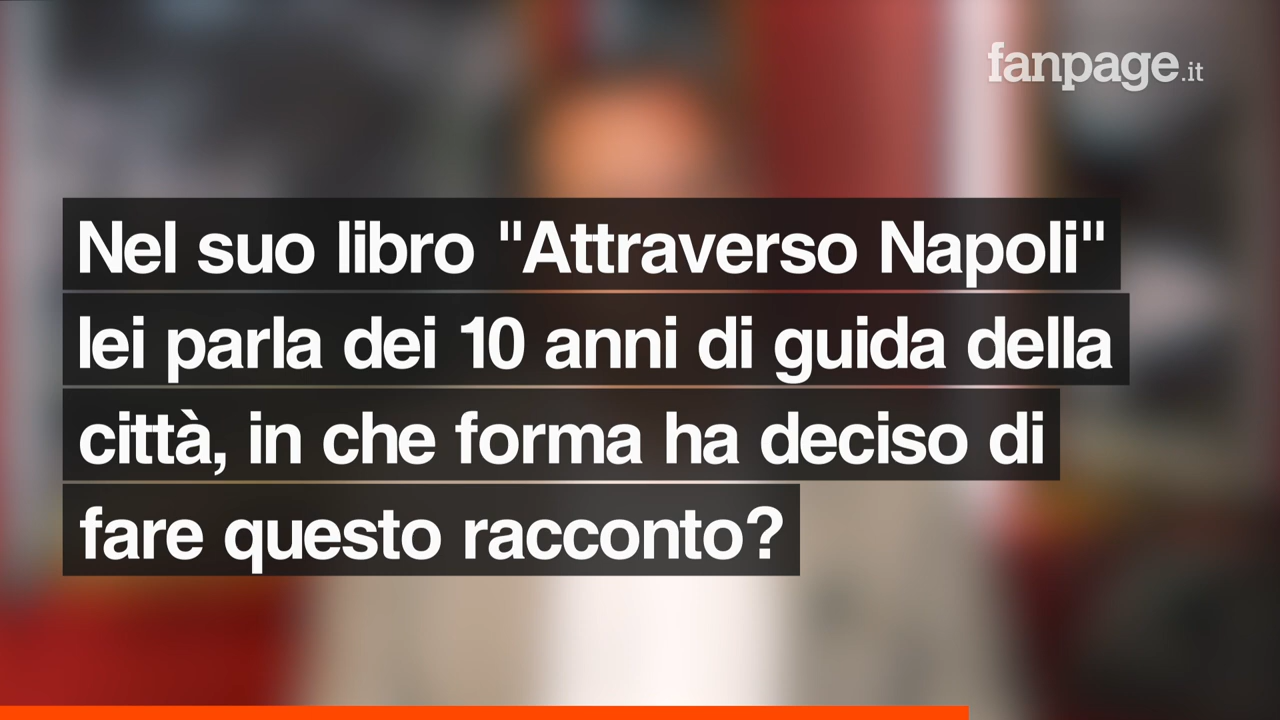 fanpage.it
Nel suo libro "Attraverso Napoli"
lei parla dei 10 anni di guida della
città, in che forma ha deciso di
fare questo racconto?